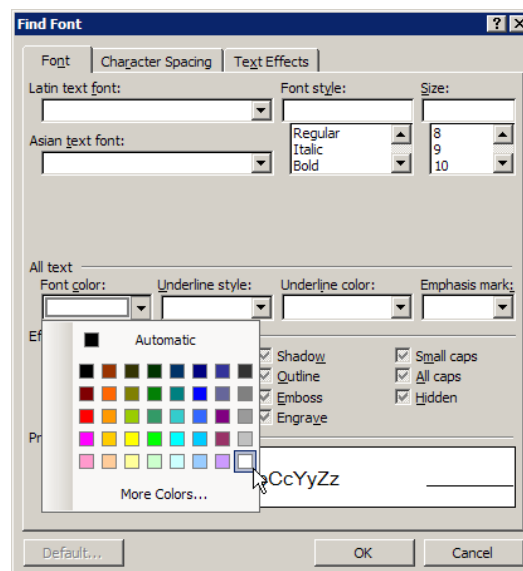 Find Font
Font Character Spacing Text Effects
Latin text font: Font style: Size:
Asian text font:
Regular 8
Italic 9
Bold 10
All text
Font color: Underline style: Underline color: Emphasis mark:
Ef
Automatic
Shadow Small caps
Outline All caps
Emboss Hidden
Engrave
Pr
CcYyZz
More Colors...
Default... OK Cancel